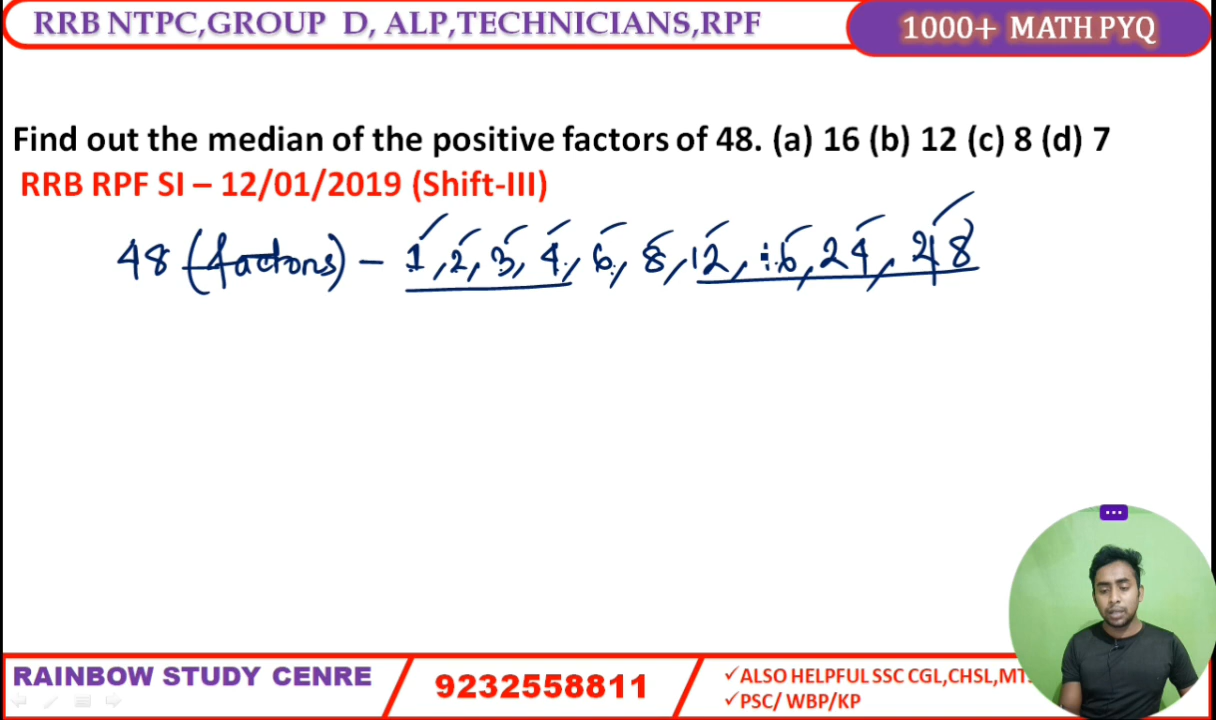 RRB NTPC,GROUP D, ALP,TECHNICIANS,RPF
1000+ MATH PYQ
Find out the median of the positive factors of 48. (a) 16 (b) 12 (c) 8 (d) 7
RRB RPF SI – 12/01/2019 (Shift-III)
48 (factors) - 1, 2, 3, 4, 6, 8, 12, 16, 24, 48
RAINBOW STUDY CENRE
9232558811
✓ALSO HELPFUL SSC CGL,CHSL,
✓PSC/ WBP/KP